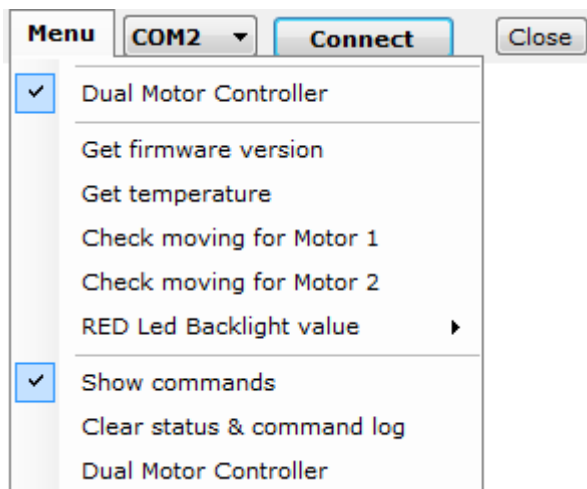 Menu COM2 Connect Close
Dual Motor Controller
Get firmware version
Get temperature
Check moving for Motor 1
Check moving for Motor 2
RED Led Backlight value
Show commands
Clear status & command log
Dual Motor Controller